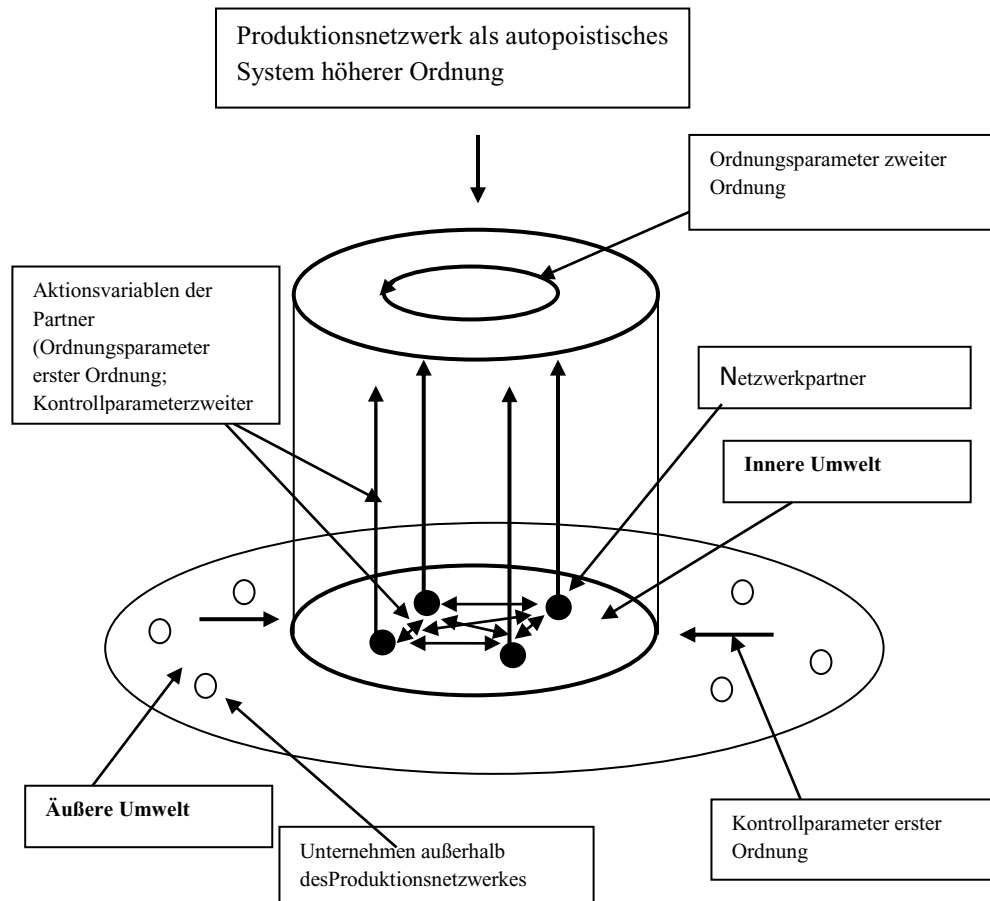 Produktionsnetzwerk als autopoistisches
System höherer Ordnung
Ordnungsparameter zweiter
Ordnung
Aktionsvariablen der
Partner
(Ordnungsparameter
erster Ordnung;
Kontrollparameterzweiter
Netzwerkpartner
Innere Umwelt
Äußere Umwelt
Unternehmen außerhalb
desProduktionsnetzwerkes
Kontrollparameter erster
Ordnung